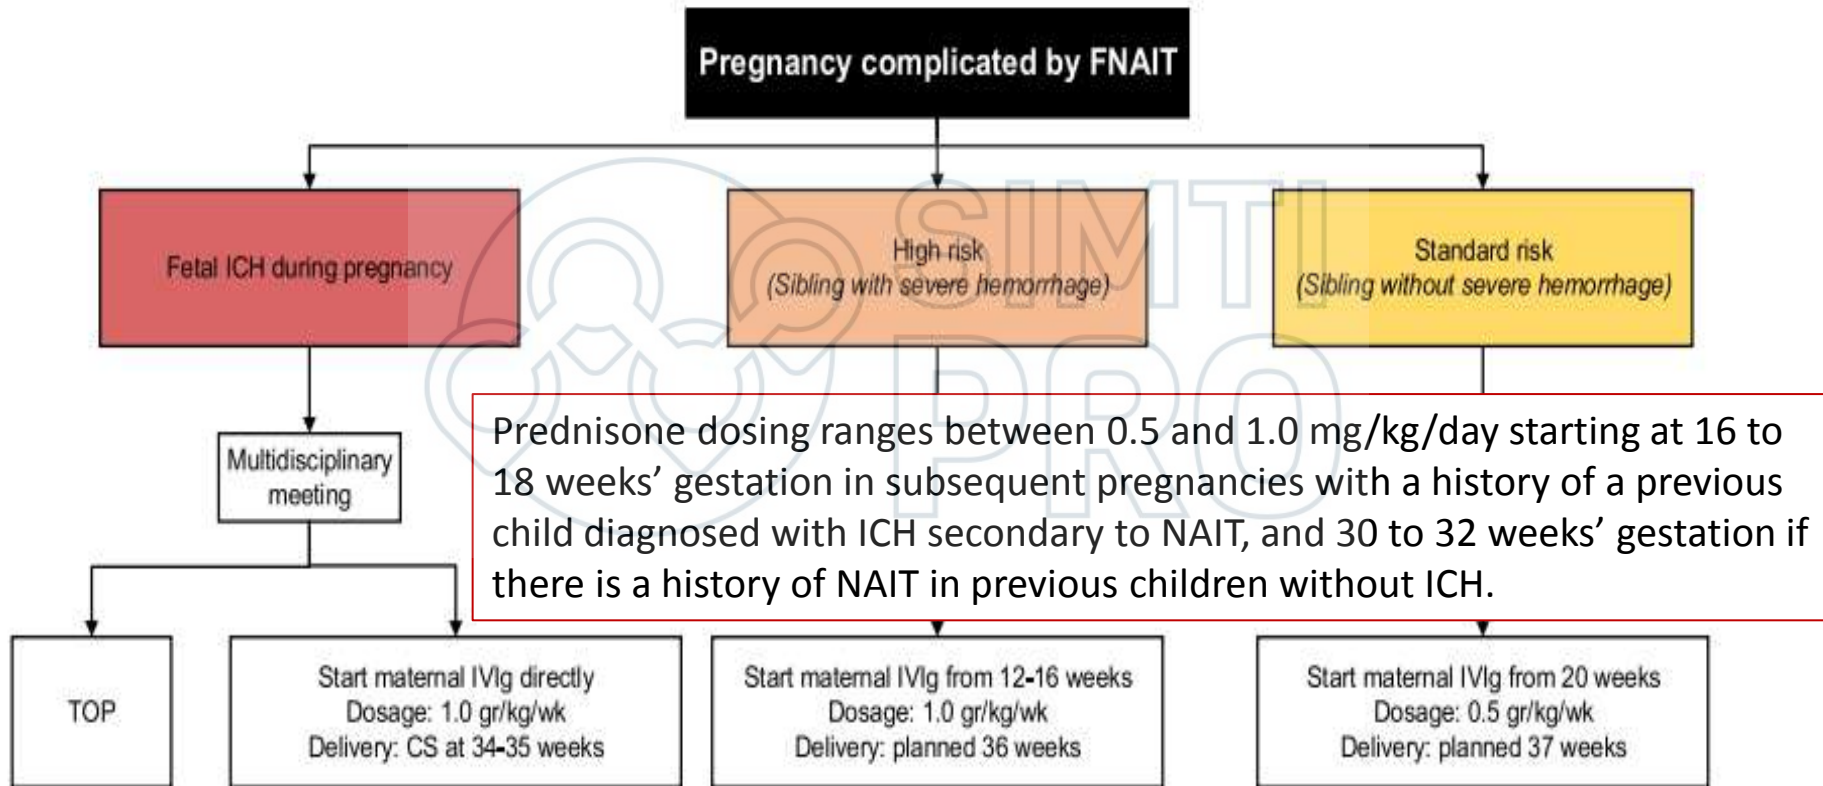 Pregnancy complicated by FNAIT
Fetal ICH during pregnancy
High risk
(Sibling with severe hemorrhage)
Standard risk
(Sibling without severe hemorrhage)
SIMTI
PRO
Multidisciplinary
meeting
Prednisone dosing ranges between 0.5 and 1.0 mg/kg/day starting at 16 to
18 weeks’ gestation in subsequent pregnancies with a history of a previous
child diagnosed with ICH secondary to NAIT, and 30 to 32 weeks’ gestation if
there is a history of NAIT in previous children without ICH.
TOP
Start maternal IVIg directly
Dosage: 1.0 gr/kg/wk
Delivery: CS at 34-35 weeks
Start maternal IVIg from 12-16 weeks
Dosage: 1.0 gr/kg/wk
Delivery: planned 36 weeks
Start maternal IVIg from 20 weeks
Dosage: 0.5 gr/kg/wk
Delivery: planned 37 weeks